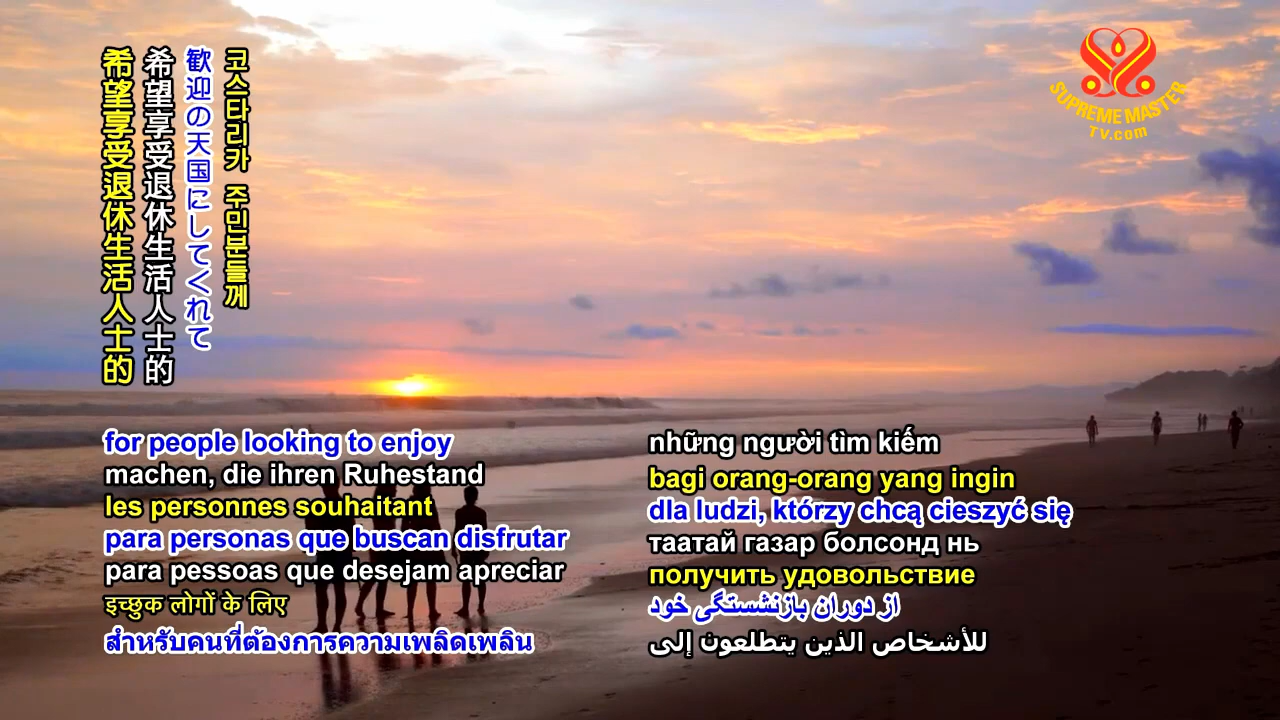 希望享受退休生活人士的
希望享受退休生活人士的
歓迎の天国にしてくれて
코스타리카 주민분들께
SUPREME MASTER
TV.com
for people looking to enjoy
machen, die ihren Ruhestand
les personnes souhaitant
para personas que buscan disfrutar
para pessoas que desejam apreciar
इच्छुक लोगों के लिए
สำหรับคนที่ต้องการความเพลิดเพลิน
những người tìm kiếm
bagi orang-orang yang ingin
dla ludzi, którzy chcą cieszyć się
таатай газар болсонд нь
получить удовольствие
از دوران بازنشستگی خود
للأشخاص الذين يتطلعون إلى